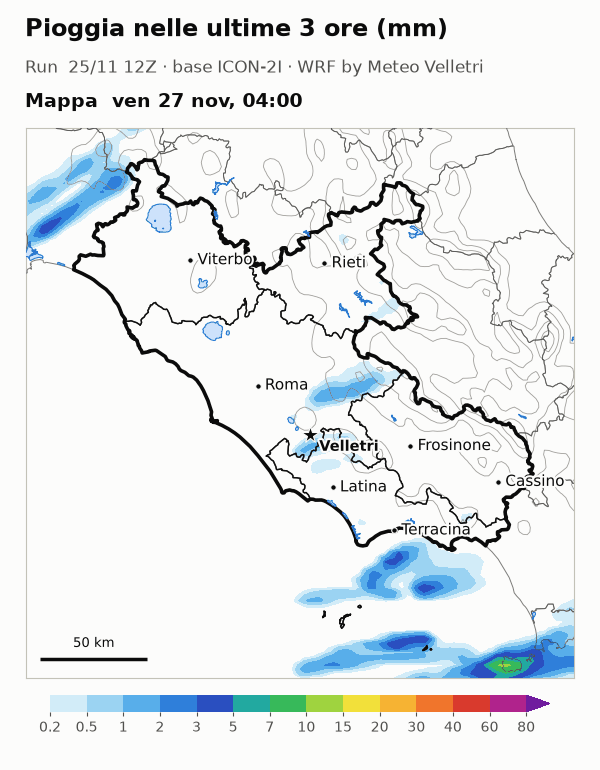 Pioggia nelle ultime 3 ore (mm)
Run  25/11 12Z · base ICON-2I · WRF by Meteo Velletri
Mappa  ven 27 nov, 04:00
Viterbo
Rieti
Roma
Velletri
Frosinone
Cassino
Latina
Terracina
50 km
0.2 0.5 1 2 3 5 7 10 15 20 30 40 60 80